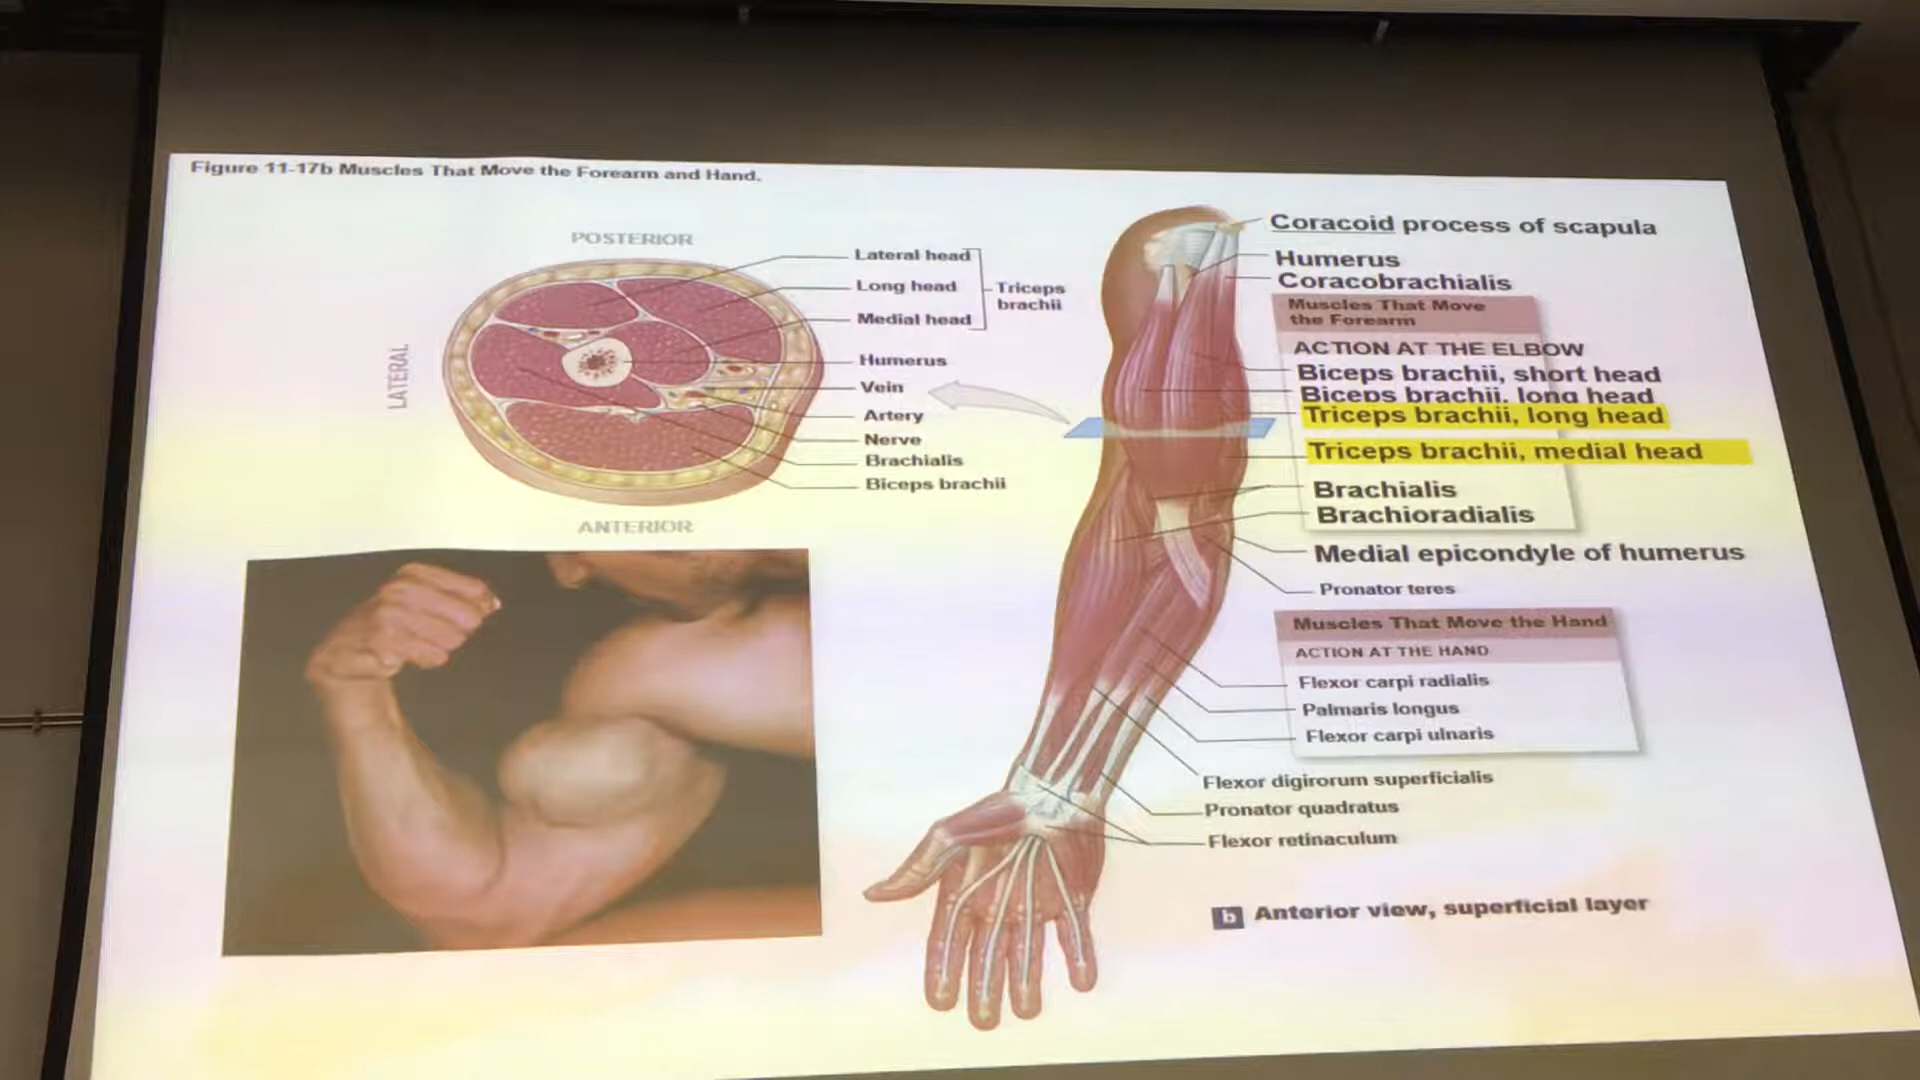 Figure 11-17b Muscles That Move the Forearm and Hand.
POSTERIOR
LATERAL
ANTERIOR
Lateral head
Long head
Medial head
Triceps
brachii
Humerus
Vein
Artery
Nerve
Brachialis
Biceps brachii
Coracoid process of scapula
Humerus
Coracobrachialis
Muscles That Move
the Forearm
ACTION AT THE ELBOW
Biceps brachii, short head
Biceps brachii, long head
Triceps brachii, long head
Triceps brachii, medial head
Brachialis
Brachioradialis
Medial epicondyle of humerus
Pronator teres
Muscles That Move the Hand
ACTION AT THE HAND
Flexor carpi radialis
Palmaris longus
Flexor carpi ulnaris
Flexor digirorum superficialis
Pronator quadratus
Flexor retinaculum
b Anterior view, superficial layer